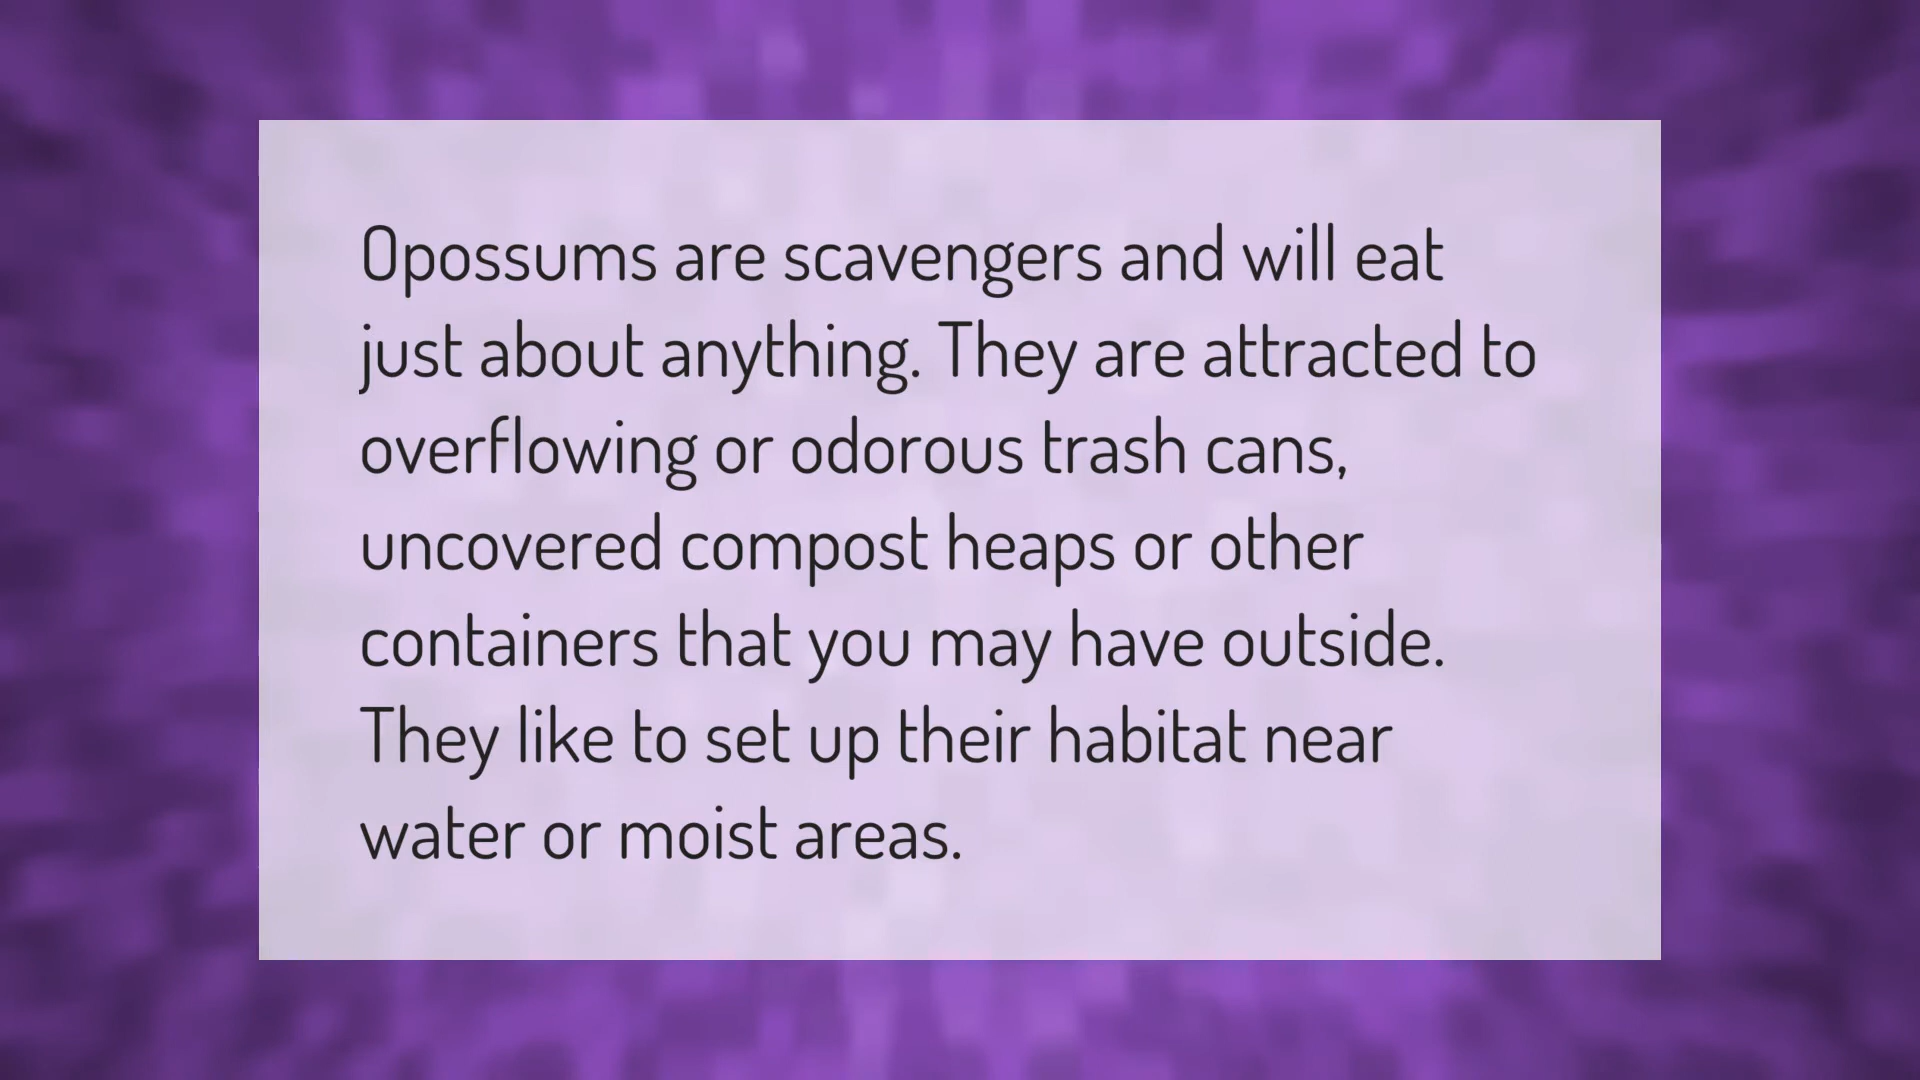 Opossums are scavengers and will eat
just about anything. They are attracted to
overflowing or odorous trash cans,
uncovered compost heaps or other
containers that you may have outside.
They like to set up their habitat near
water or moist areas.